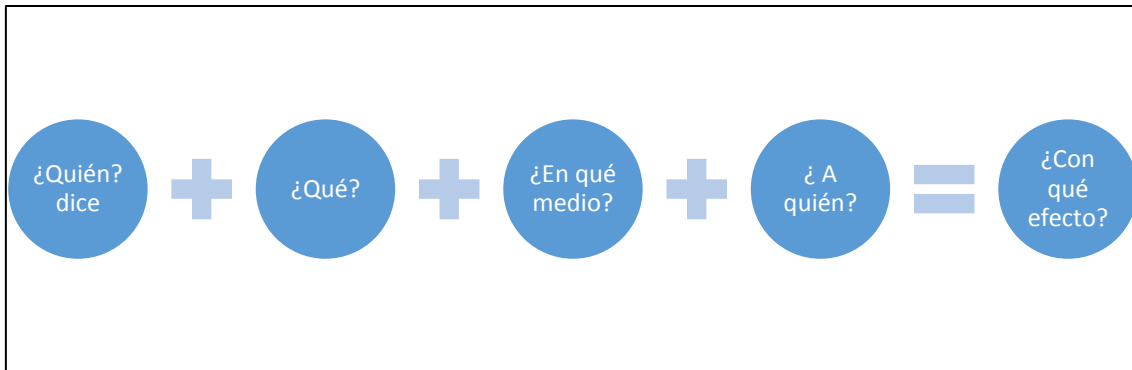 ¿Quién?
dice
¿Qué?
¿En qué
medio?
¿ A
quién?
¿Con
qué
efecto?